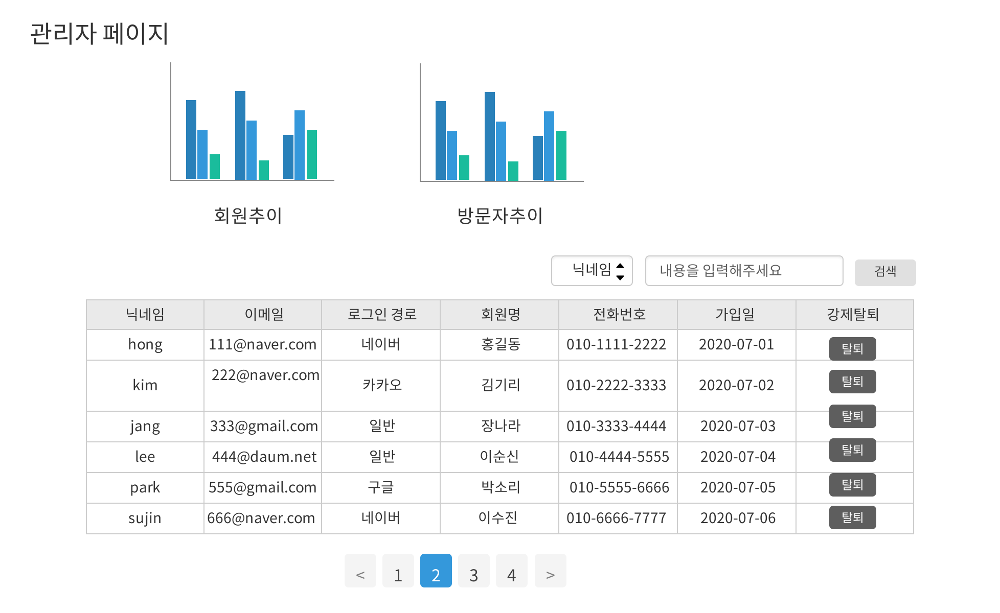 관리자 페이지
회원추이 방문자추이
닉네임 내용을 입력해주세요 검색
닉네임 이메일 로그인 경로 회원명 전화번호 가입일 강제탈퇴
hong 111@naver.com 네이버 홍길동 010-1111-2222 2020-07-01 탈퇴
kim 222@naver.com 카카오 김기리 010-2222-3333 2020-07-02 탈퇴
jang 333@gmail.com 일반 장나라 010-3333-4444 2020-07-03 탈퇴
lee 444@daum.net 일반 이순신 010-4444-5555 2020-07-04 탈퇴
park 555@gmail.com 구글 박소리 010-5555-6666 2020-07-05 탈퇴
sujin 666@naver.com 네이버 이수진 010-6666-7777 2020-07-06 탈퇴
< 1 2 3 4 >